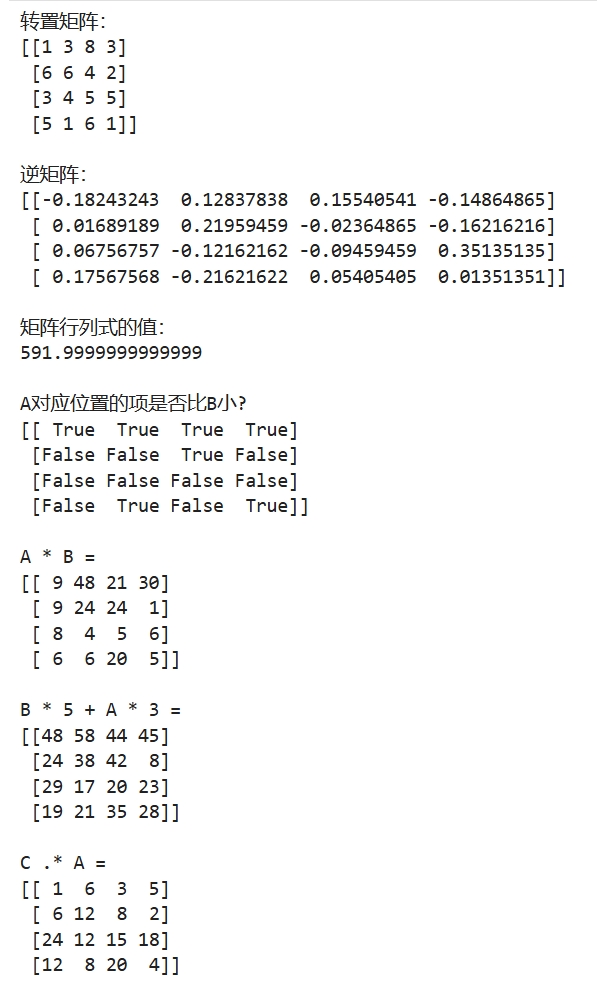 转置矩阵：
[[1 3 8 3]
 [6 6 4 2]
 [3 4 5 5]
 [5 1 6 1]]
逆矩阵：
[[-0.18243243  0.12837838  0.15540541 -0.14864865]
 [ 0.01689189  0.21959459 -0.02364865 -0.16216216]
 [ 0.06756757 -0.12162162 -0.09459459  0.35135135]
 [ 0.17567568 -0.21621622  0.05405405  0.01351351]]
矩阵行列式的值：
591.9999999999999
A对应位置的项是否比B小?
[[ True  True  True  True]
 [False False  True False]
 [False False False False]
 [False  True False  True]]
A * B =
[[ 9 48 21 30]
 [ 9 24 24  1]
 [ 8  4  5  6]
 [ 6  6 20  5]]
B * 5 + A * 3 =
[[48 58 44 45]
 [24 38 42  8]
 [29 17 20 23]
 [19 21 35 28]]
C .* A =
[[ 1  6  3  5]
 [ 6 12  8  2]
 [24 12 15 18]
 [12  8 20  4]]